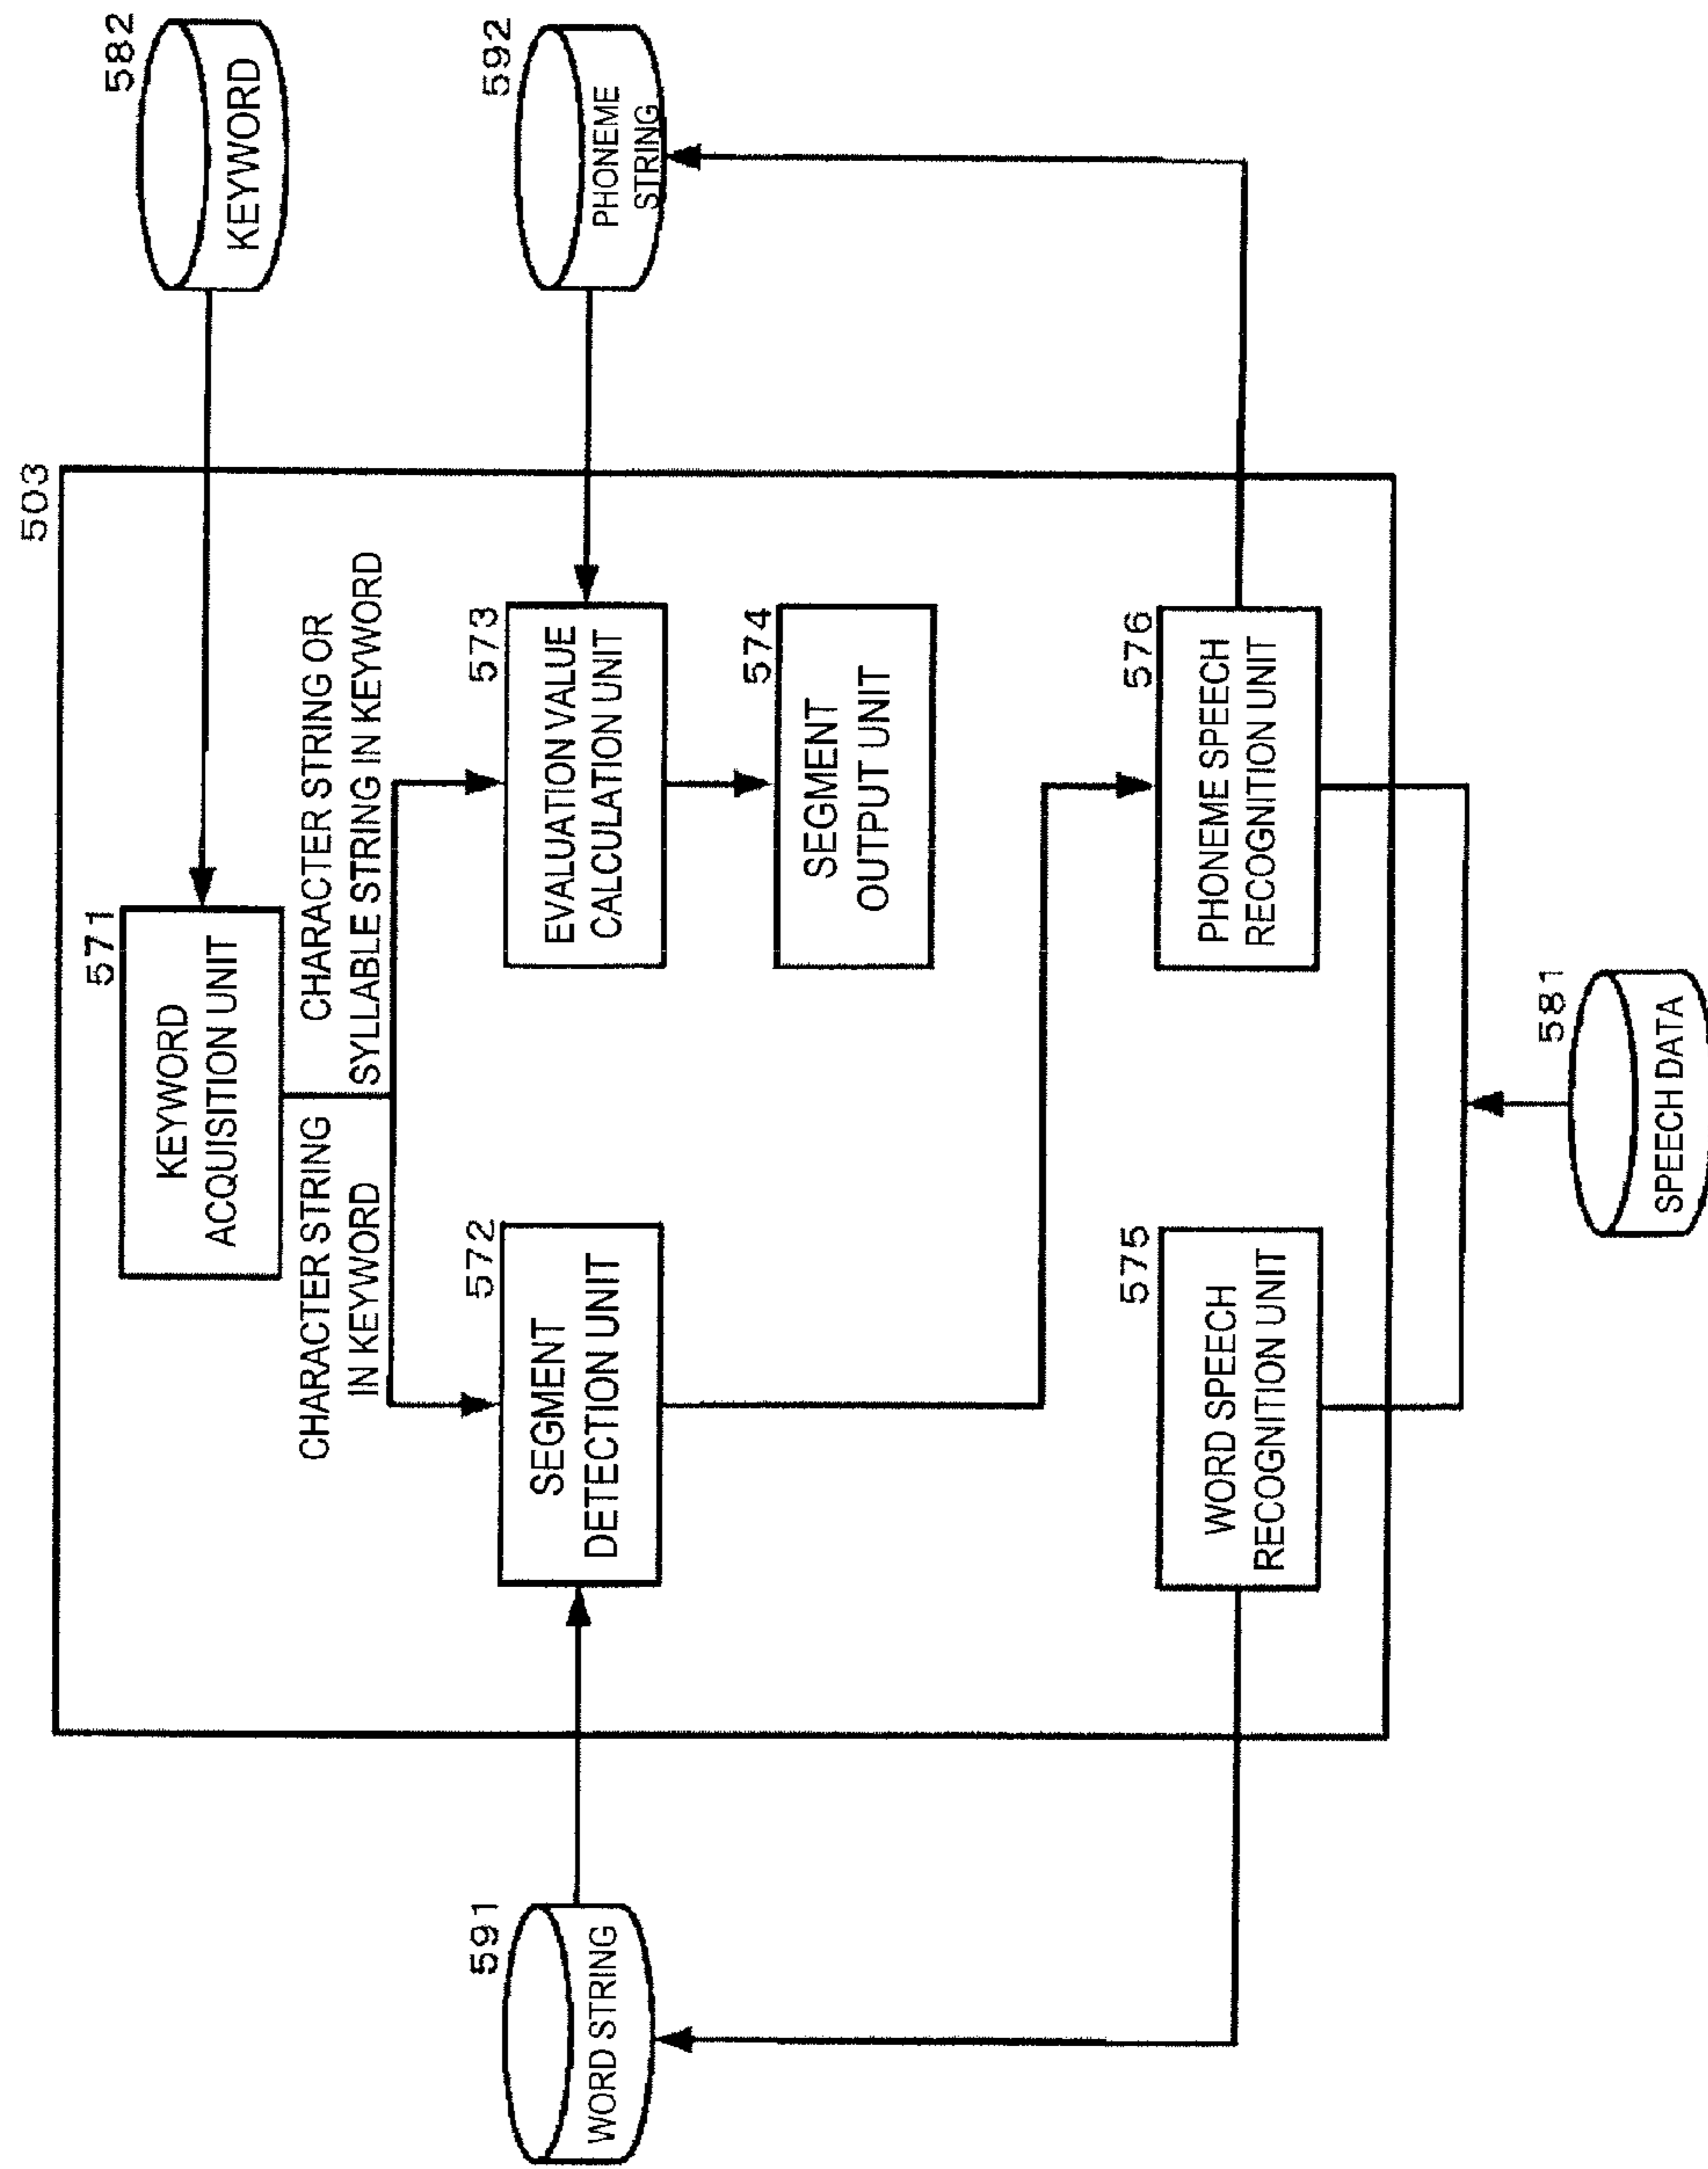 582
KEYWORD
503
571
KEYWORD
ACQUISITION UNIT
CHARACTER STRING
IN KEYWORD
CHARACTER STRING OR
SYLLABLE STRING IN KEYWORD
591
WORD STRING
572
SEGMENT
DETECTION UNIT
573
EVALUATION VALUE
CALCULATION UNIT
592
PHONEME
STRING
574
SEGMENT
OUTPUT UNIT
575
WORD SPEECH
RECOGNITION UNIT
576
PHONEME SPEECH
RECOGNITION UNIT
581
SPEECH DATA